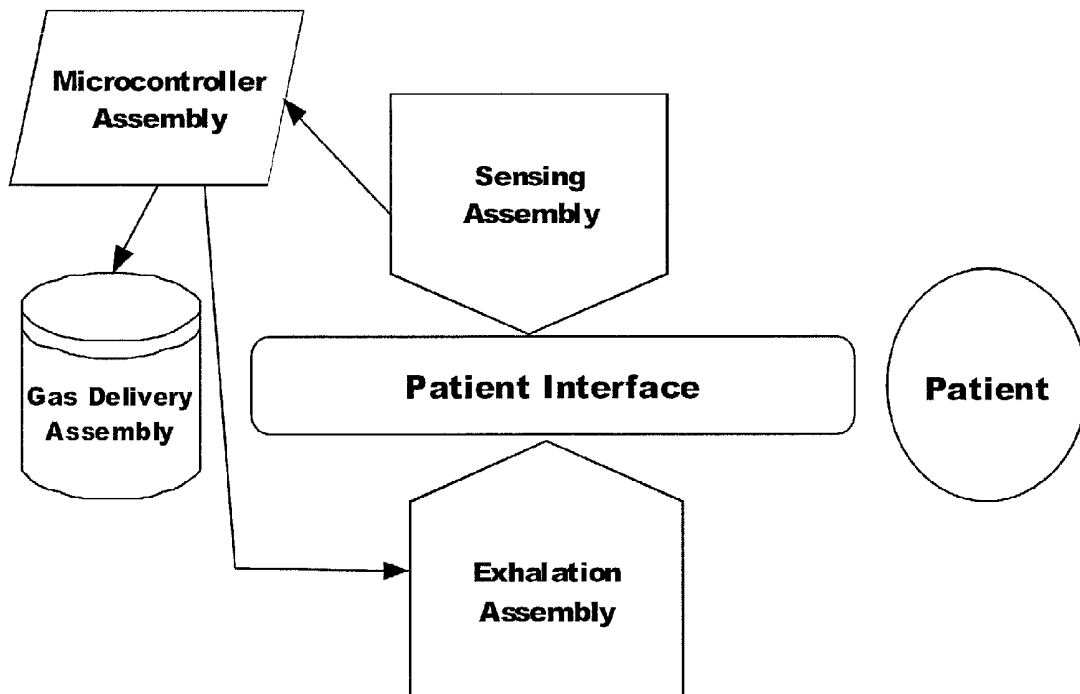 Microcontroller
Assembly
Sensing
Assembly
Gas Delivery
Assembly
Patient Interface
Patient
Exhalation
Assembly